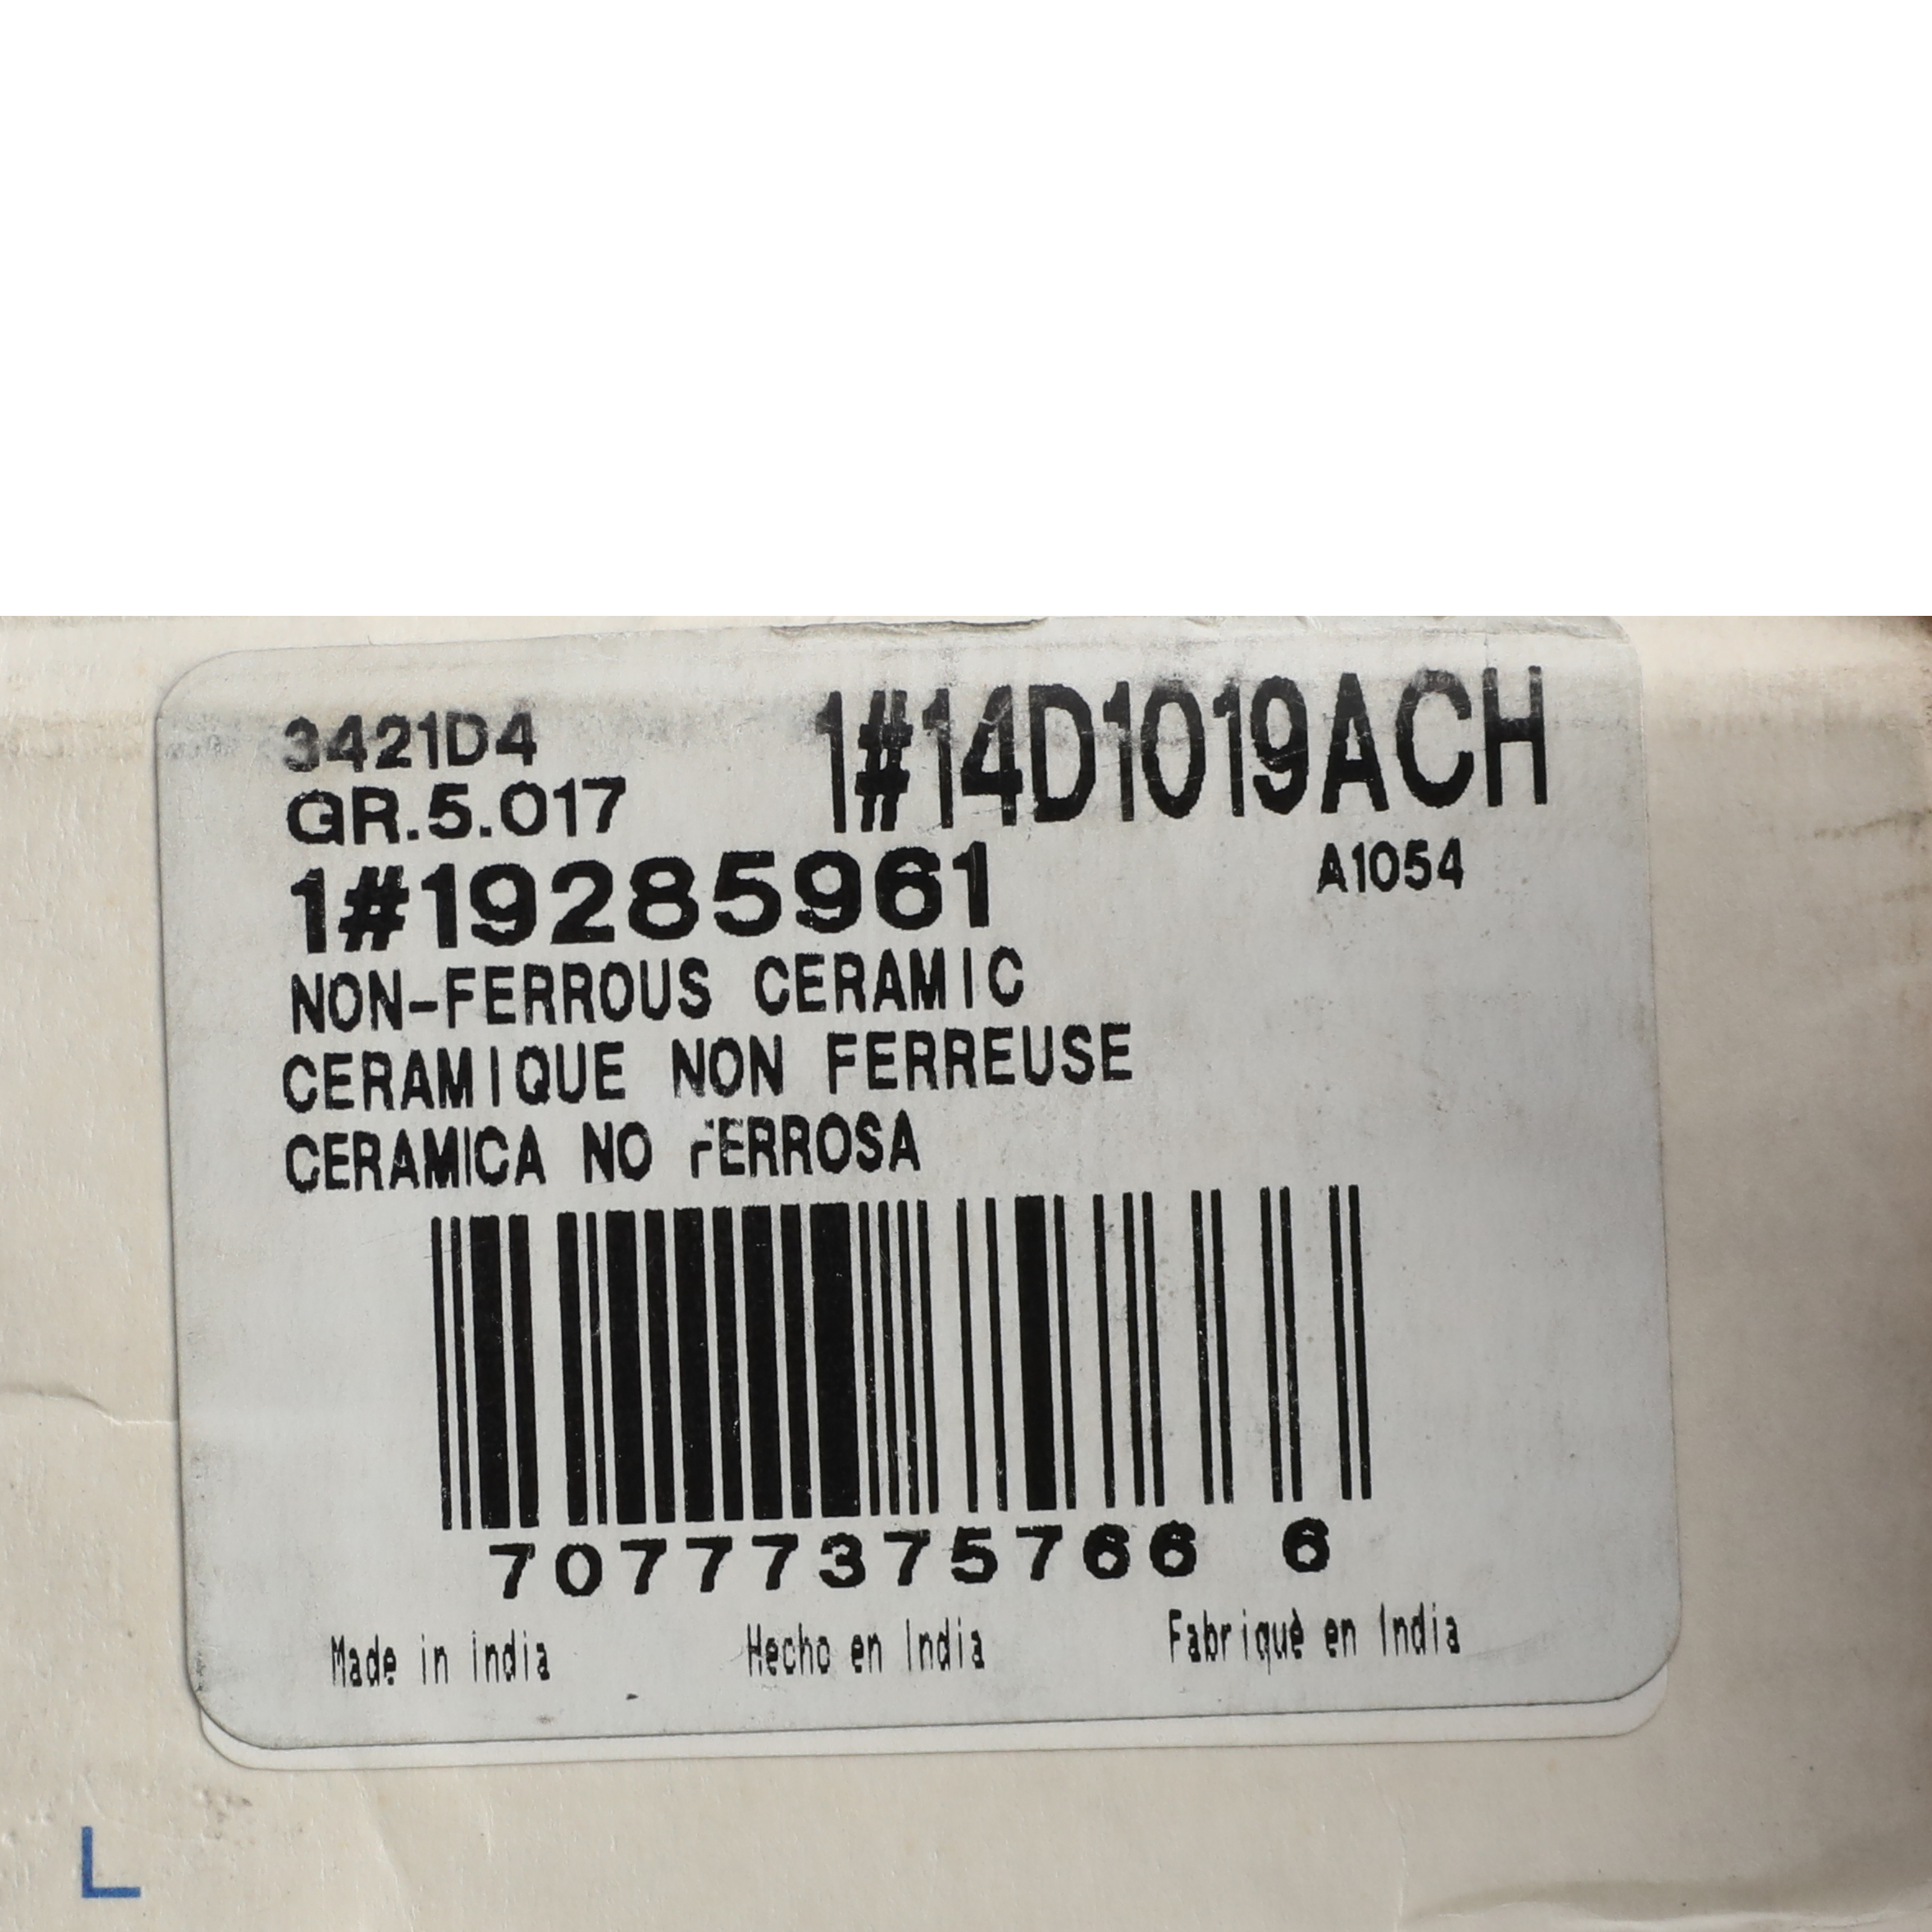 3421D4
1#14D1019ACH
GR.5.017
1#19285961
A1054
NON-FERROUS CERAMIC
CERAMIQUE NON FERREUSE
CERAMICA NO FERROSA
70777375766 6
Made in india
Hecho en India
Fabriquè en India
L